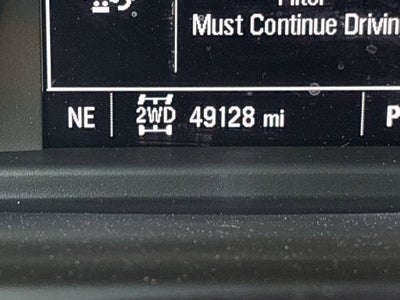 Filter
Must Continue Drivin
NE 2WD 49128 mi P